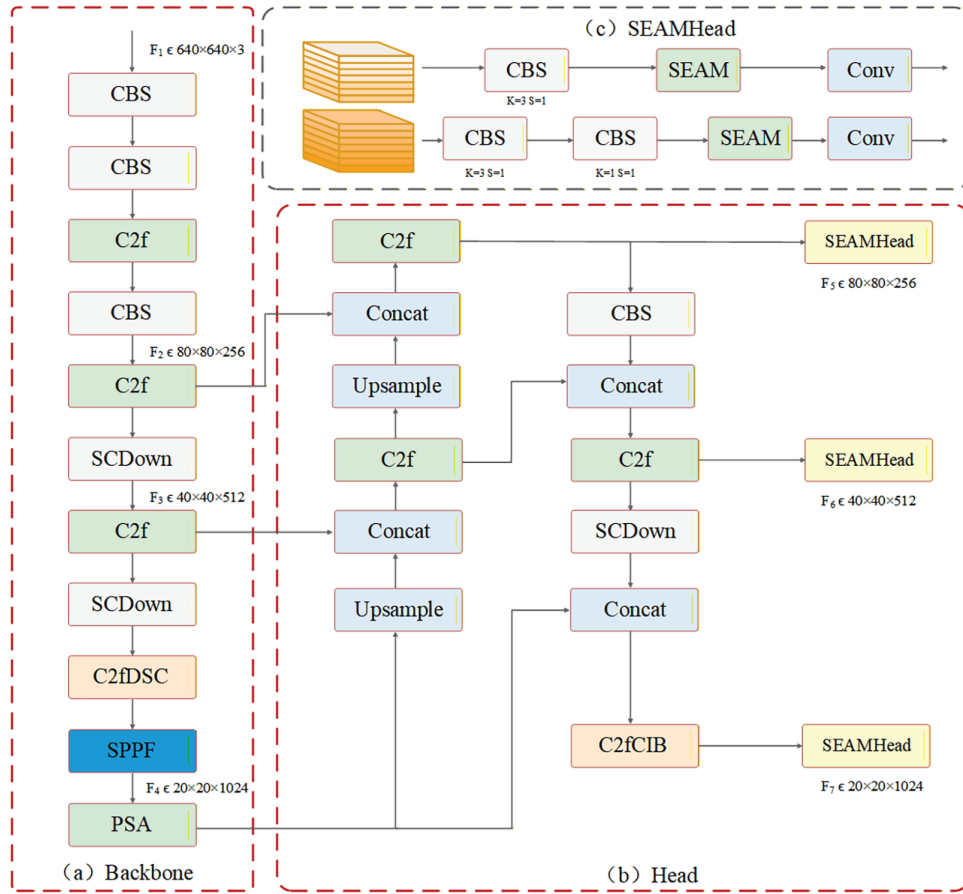 F₁ ϵ 640×640×3
CBS
CBS
C2f
CBS
F₂ ϵ 80×80×256
C2f
SCDown
F₃ ϵ 40×40×512
C2f
SCDown
C2fDSC
SPPF
F₄ ϵ 20×20×1024
PSA
(a) Backbone
(c) SEAMHead
CBS
SEAM
Conv
K=3 S=1
CBS
CBS
SEAM
Conv
K=3 S=1
K=1 S=1
C2f
Concat
Upsample
C2f
Concat
Upsample
CBS
Concat
C2f
SCDown
Concat
C2fCIB
SEAMHead
F₅ ϵ 80×80×256
SEAMHead
F₆ ϵ 40×40×512
SEAMHead
F₇ ϵ 20×20×1024
(b) Head